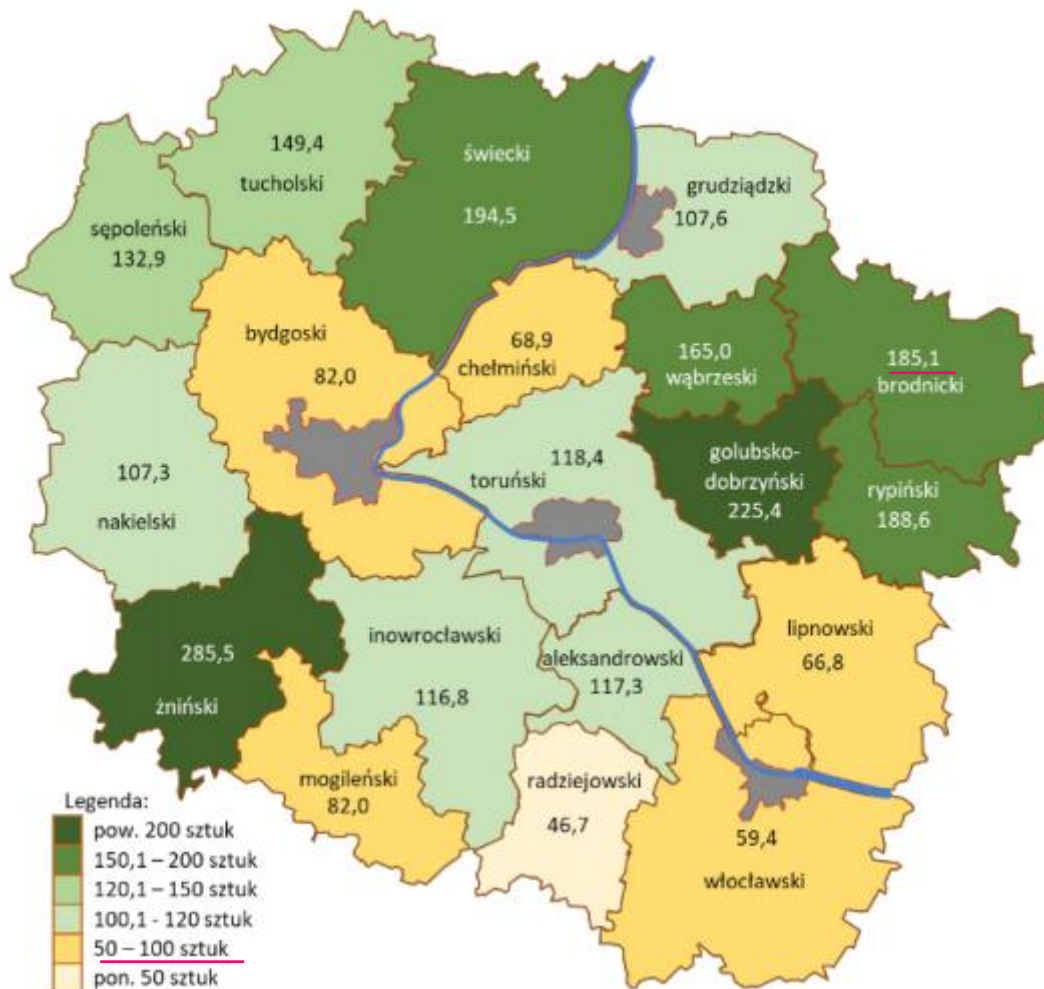 149,4
tucholski
świecki
194,5
grudziądzki
107,6
sępoleński
132,9
bydgoski
82,0
68,9
chełmiński
165,0
wąbrzeski
185,1
brodnicki
107,3
nakielski
118,4
toruński
golubsko-
dobrzyński
225,4
rypiński
188,6
285,5
żniński
inowrocławski
116,8
aleksandrowski
117,3
lipnowski
66,8
mogileński
82,0
radziejowski
46,7
59,4
włocławski
Legenda:
pow. 200 sztuk
150,1 – 200 sztuk
120,1 – 150 sztuk
100,1 - 120 sztuk
50 – 100 sztuk
pon. 50 sztuk